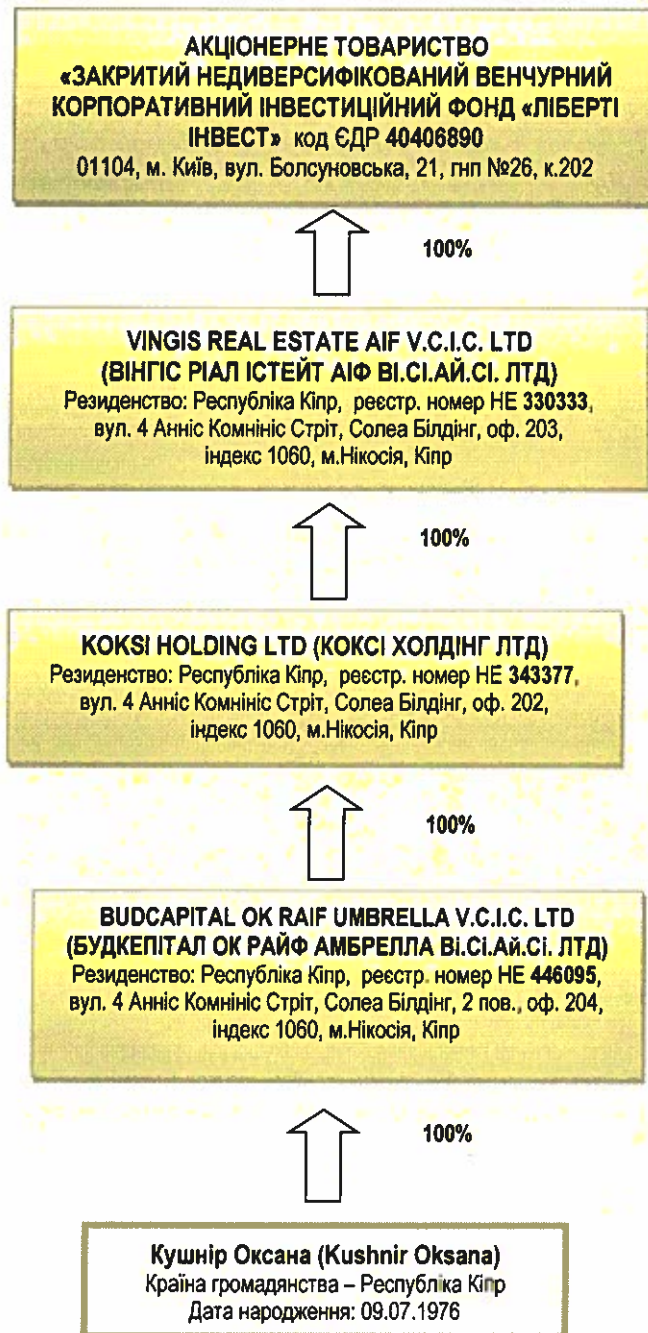 АКЦІОНЕРНЕ ТОВАРИСТВО
«ЗАКРИТИЙ НЕДИВЕРСИФІКОВАНИЙ ВЕНЧУРНИЙ
КОРПОРАТИВНИЙ ІНВЕСТИЦІЙНИЙ ФОНД «ЛІБЕРТІ
ІНВЕСТ» код ЄДР 40406890
01104, м. Київ, вул. Болсуновська, 21, гнп №26, к.202
100%
VINGIS REAL ESTATE AIF V.C.I.C. LTD
(ВІНГІС РІАЛ ІСТЕЙТ АІФ ВІ.СІ.АЙ.СІ. ЛТД)
Резиденство: Республіка Кіпр, реєстр. номер НЕ 330333,
вул. 4 Анніс Комнініс Стріт, Солеа Білдінг, оф. 203,
індекс 1060, м.Нікосія, Кіпр
100%
KOKSI HOLDING LTD (КОКСІ ХОЛДІНГ ЛТД)
Резиденство: Республіка Кіпр, реєстр. номер НЕ 343377,
вул. 4 Анніс Комнініс Стріт, Солеа Білдінг, оф. 202,
індекс 1060, м.Нікосія, Кіпр
100%
BUDCAPITAL OK RAIF UMBRELLA V.C.I.C. LTD
(БУДКЕПІТАЛ ОК РАЙФ АМБРЕЛЛА Ві.Сі.Ай.Сі. ЛТД)
Резиденство: Республіка Кіпр, реєстр. номер НЕ 446095,
вул. 4 Анніс Комнініс Стріт, Солеа Білдінг, 2 пов., оф. 204,
індекс 1060, м.Нікосія, Кіпр
100%
Кушнір Оксана (Kushnir Oksana)
Країна громадянства – Республіка Кіпр
Дата народження: 09.07.1976